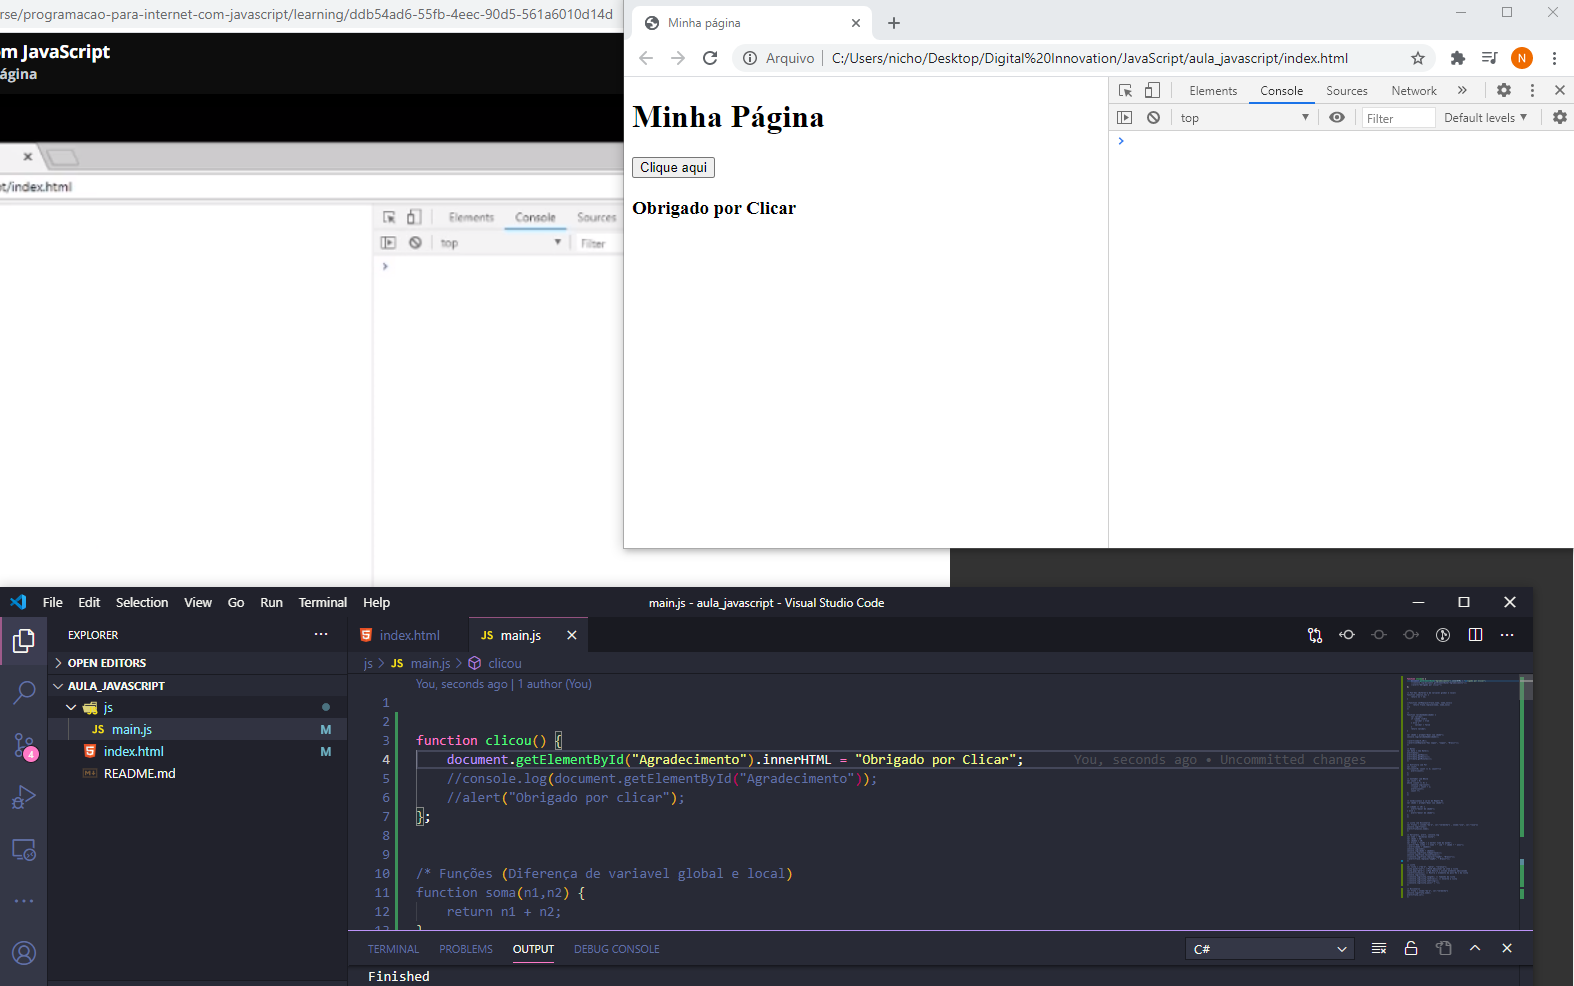 rse/programacao-para-internet-com-javascript/learning/ddb54ad6-55fb-4eec-90d5-561a6010d14d
m JavaScript
ágina
t/index.html
Elements Console Sources
top Filter
Minha página
Arquivo C:/Users/nicho/Desktop/Digital%20Innovation/JavaScript/aula_javascript/index.html N
Minha Página
Clique aqui
Obrigado por Clicar
Elements Console Sources Network
top Filter Default levels
File Edit Selection View Go Run Terminal Help main.js - aula_javascript - Visual Studio Code
EXPLORER
OPEN EDITORS
AULA_JAVASCRIPT
js
JS main.js M
index.html M
README.md
4
index.html JS main.js
js > JS main.js > clicou
You, seconds ago | 1 author (You)
1
2
3 function clicou() {
4 document.getElementById("Agradecimento").innerHTML = "Obrigado por Clicar"; You, seconds ago • Uncommitted changes
5 //console.log(document.getElementById("Agradecimento"));
6 //alert("Obrigado por clicar");
7 };
8
9
10 /* Funções (Diferença de variavel global e local)
11 function soma(n1,n2) {
12 return n1 + n2;
13 }
TERMINAL PROBLEMS OUTPUT DEBUG CONSOLE C#
Finished